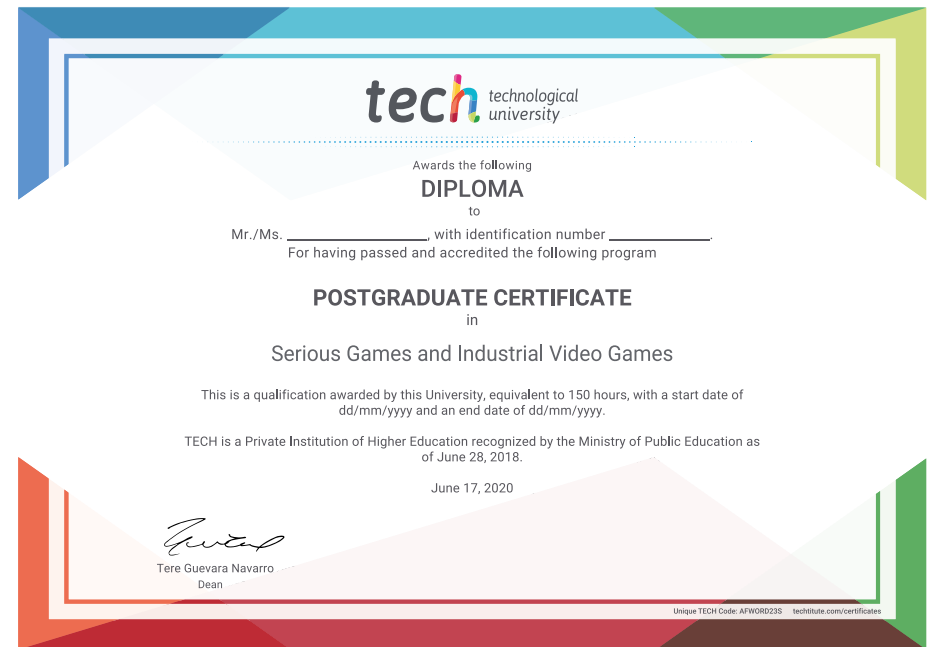 tech technological
university
Awards the following
DIPLOMA
to
Mr./Ms. ____________________, with identification number ______________.
For having passed and accredited the following program
POSTGRADUATE CERTIFICATE
in
Serious Games and Industrial Video Games
This is a qualification awarded by this University, equivalent to 150 hours, with a start date of
dd/mm/yyyy and an end date of dd/mm/yyyy.
TECH is a Private Institution of Higher Education recognized by the Ministry of Public Education as
of June 28, 2018.
June 17, 2020
Tere Guevara Navarro
Dean
Unique TECH Code: AFWORD23S techtitute.com/certificates